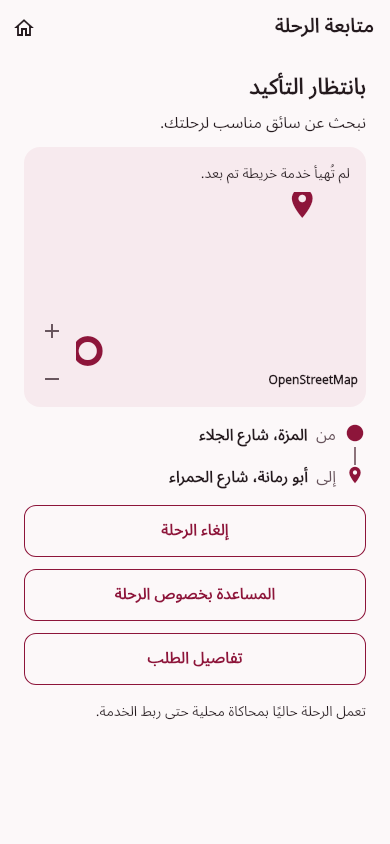 متابعة الرحلة
بانتظار التأكيد
نبحث عن سائق مناسب لرحلتك.
لم تُهيأ خدمة خريطة تم بعد.
OpenStreetMap
من المزة، شارع الجلاء
إلى أبو رمانة، شارع الحمراء
إلغاء الرحلة
المساعدة بخصوص الرحلة
تفاصيل الطلب
تعمل الرحلة حاليًا بمحاكاة محلية حتى ربط الخدمة.